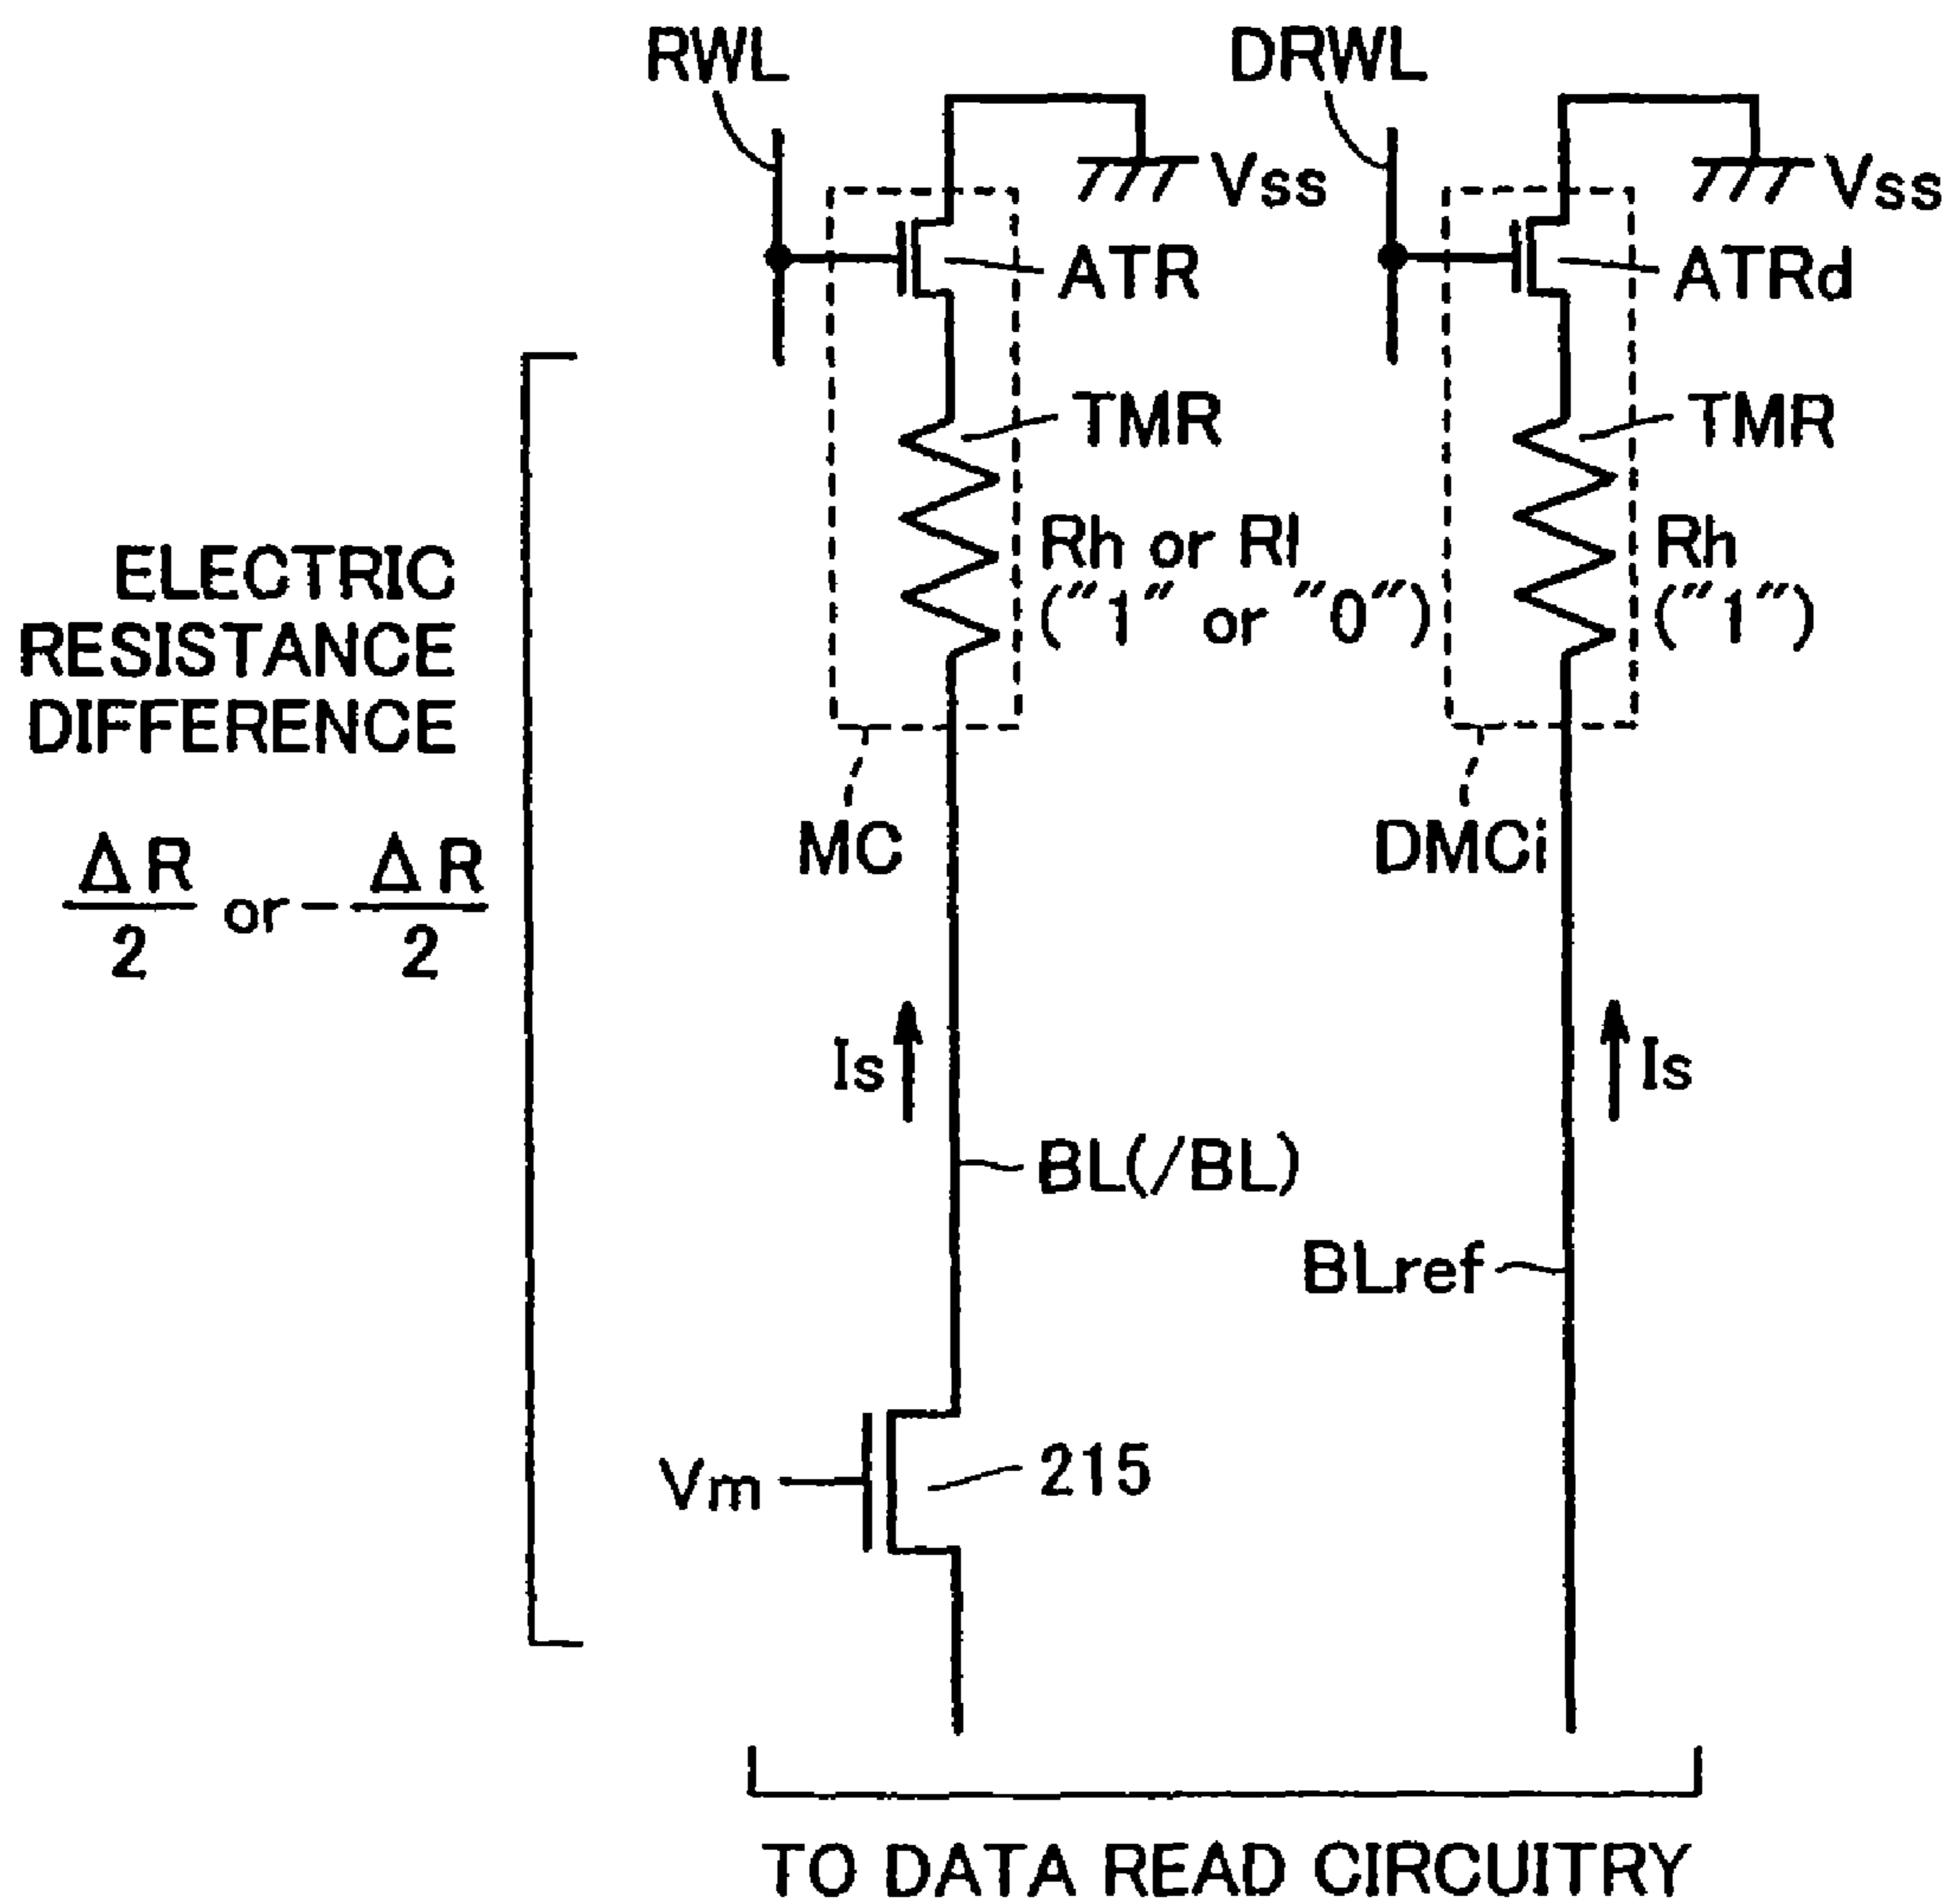 RWL
DRWL
Vss
Vss
ATR
ATRd
TMR
TMR
Rh or Rl
("1" or "0")
Rh
("1")
ELECTRIC
RESISTANCE
DIFFERENCE
ΔR/2 or -ΔR/2
MC
DMCi
Is
Is
BL(/BL)
BLref
Vm
215
TO DATA READ CIRCUITRY